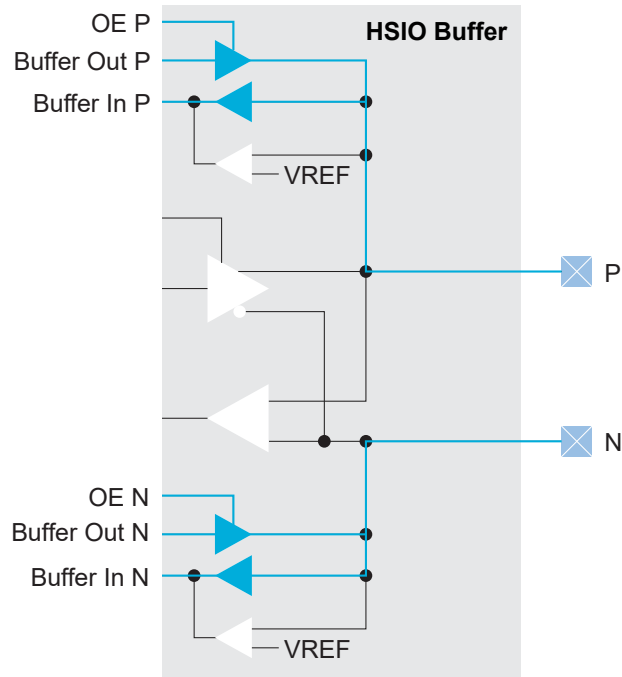 OE P
HSIO Buffer
Buffer Out P
Buffer In P
VREF
P
N
OE N
Buffer Out N
Buffer In N
VREF